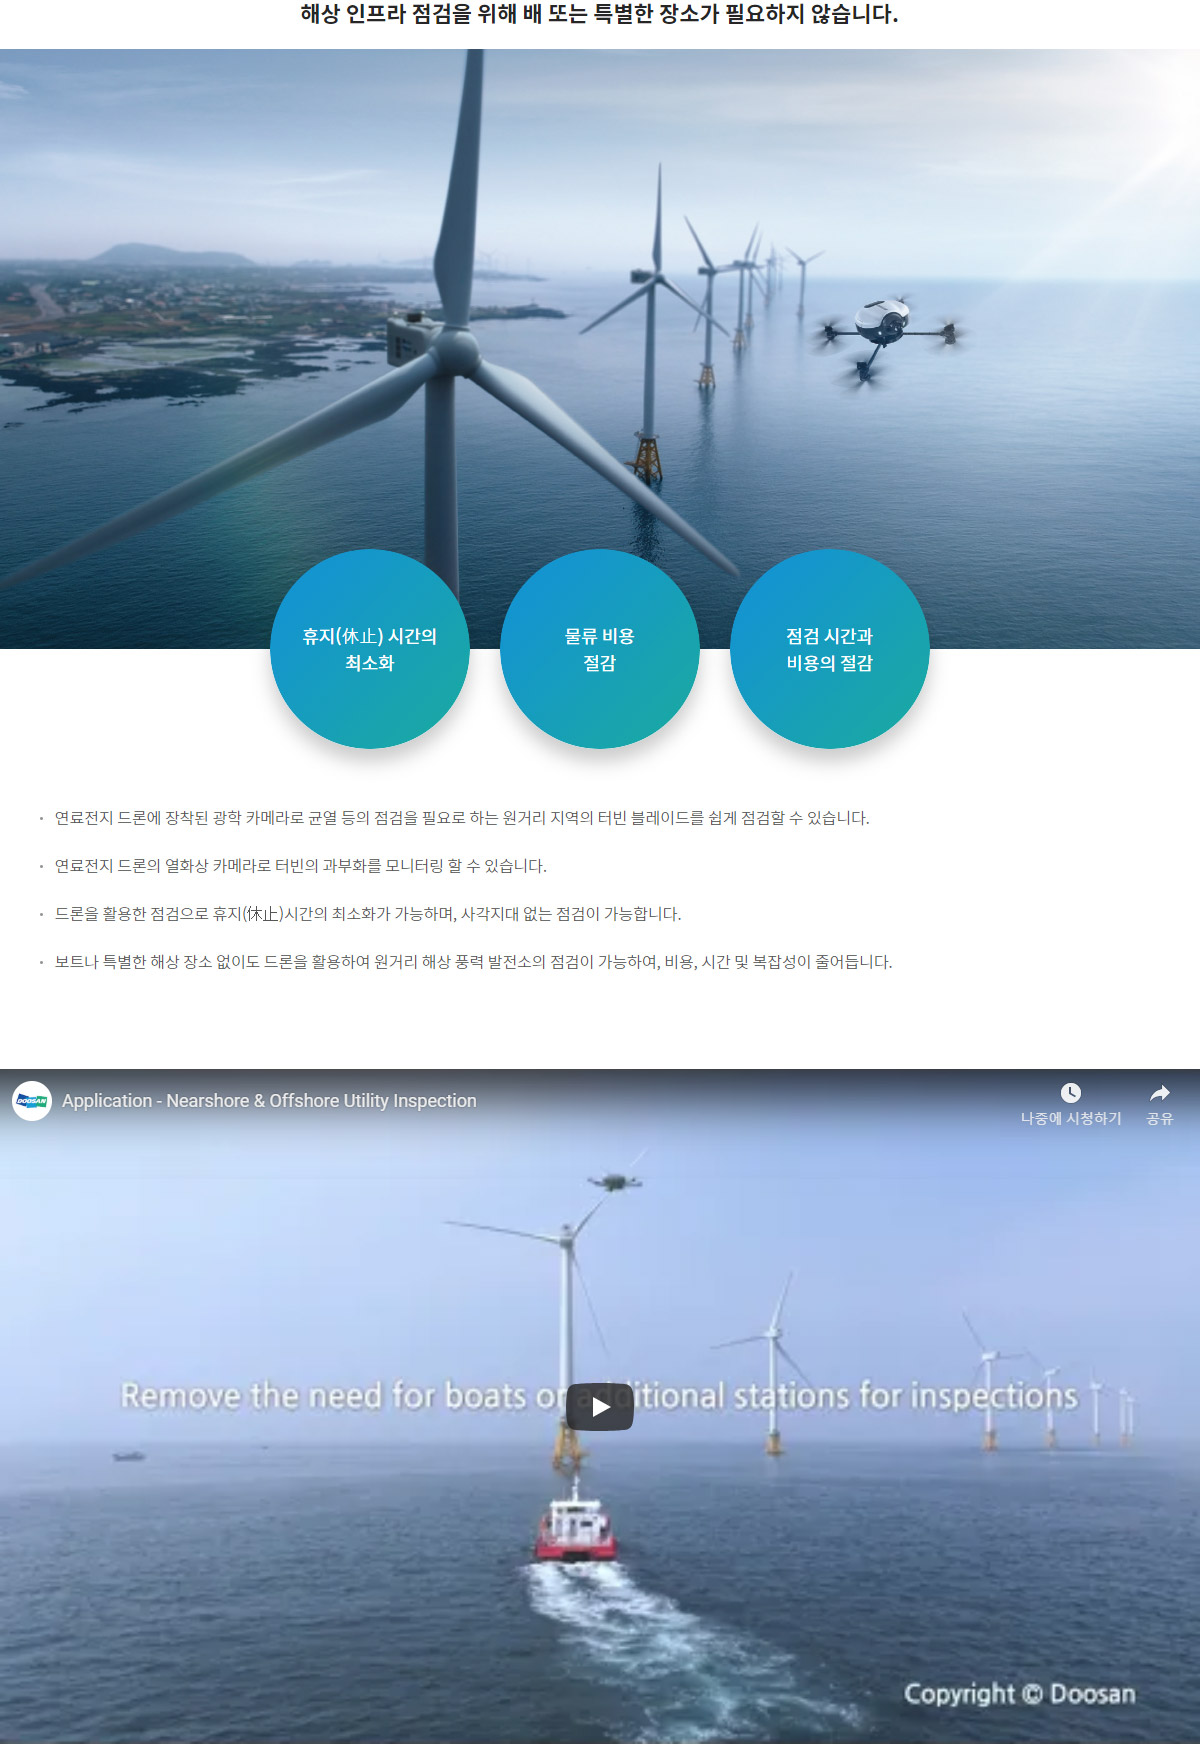 해상 인프라 점검을 위해 배 또는 특별한 장소가 필요하지 않습니다.
휴지(休止) 시간의
최소화
물류 비용
절감
점검 시간과
비용의 절감
· 연료전지 드론에 장착된 광학 카메라로 균열 등의 점검을 필요로 하는 원거리 지역의 터빈 블레이드를 쉽게 점검할 수 있습니다.
· 연료전지 드론의 열화상 카메라로 터빈의 과부화를 모니터링 할 수 있습니다.
· 드론을 활용한 점검으로 휴지(休止)시간의 최소화가 가능하며, 사각지대 없는 점검이 가능합니다.
· 보트나 특별한 해상 장소 없이도 드론을 활용하여 원거리 해상 풍력 발전소의 점검이 가능하여, 비용, 시간 및 복잡성이 줄어듭니다.
DOOSAN
Application - Nearshore & Offshore Utility Inspection
나중에 시청하기
공유
Remove the need for boats or additional stations for inspections
Copyright © Doosan